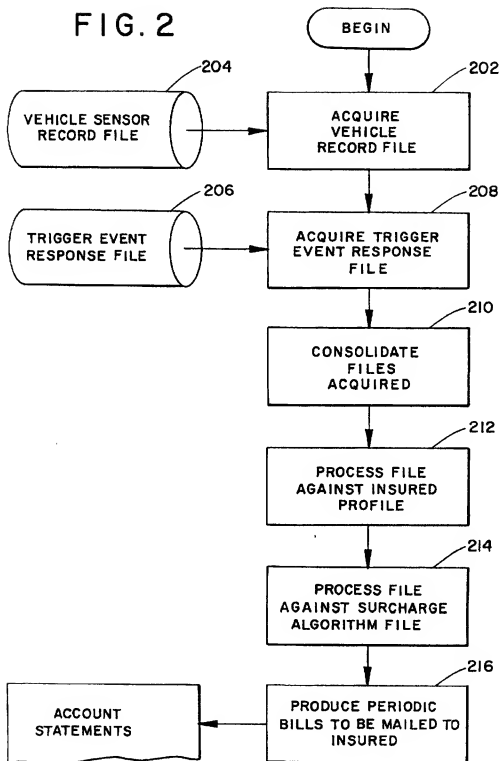 FIG. 2
BEGIN
204
202
VEHICLE SENSOR
RECORD FILE
ACQUIRE
VEHICLE
RECORD FILE
206
208
TRIGGER EVENT
RESPONSE FILE
ACQUIRE TRIGGER
EVENT RESPONSE
FILE
210
CONSOLIDATE
FILES
ACQUIRED
212
PROCESS FILE
AGAINST INSURED
PROFILE
214
PROCESS FILE
AGAINST SURCHARGE
ALGORITHM FILE
216
ACCOUNT
STATEMENTS
PRODUCE PERIODIC
BILLS TO BE MAILED TO
INSURED